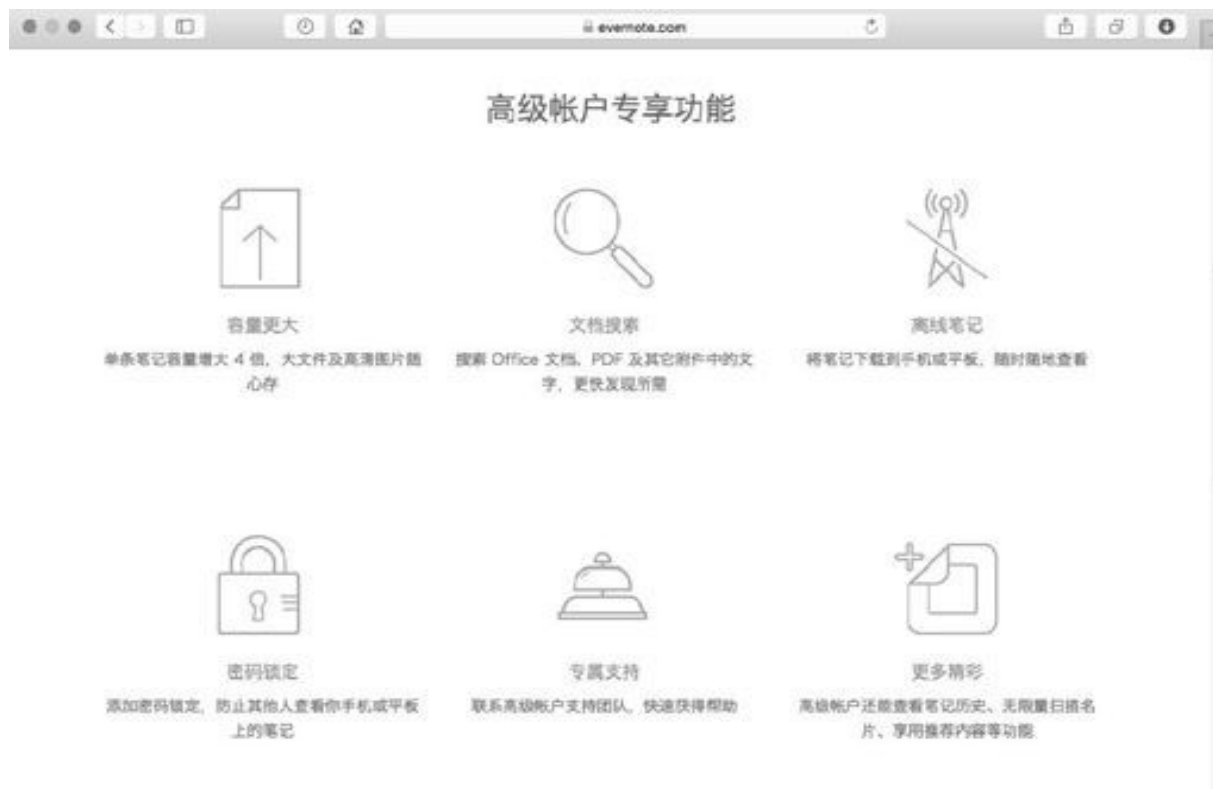 evernote.com
高级帐户专享功能
容量更大
文档搜索
离线笔记
单条笔记容量增大 4 倍，大文件及高清图片随
心存
搜索 Office 文档、PDF 及其它附件中的文
字，更快发现所需
将笔记下载到手机或平板，随时随地查看
密码锁定
专属支持
更多精彩
添加密码锁定，防止其他人查看你手机或平板
上的笔记
联系高级帐户支持团队，快速获得帮助
高级帐户还能查看笔记历史、无限量扫描名
片、享用推荐内容等功能